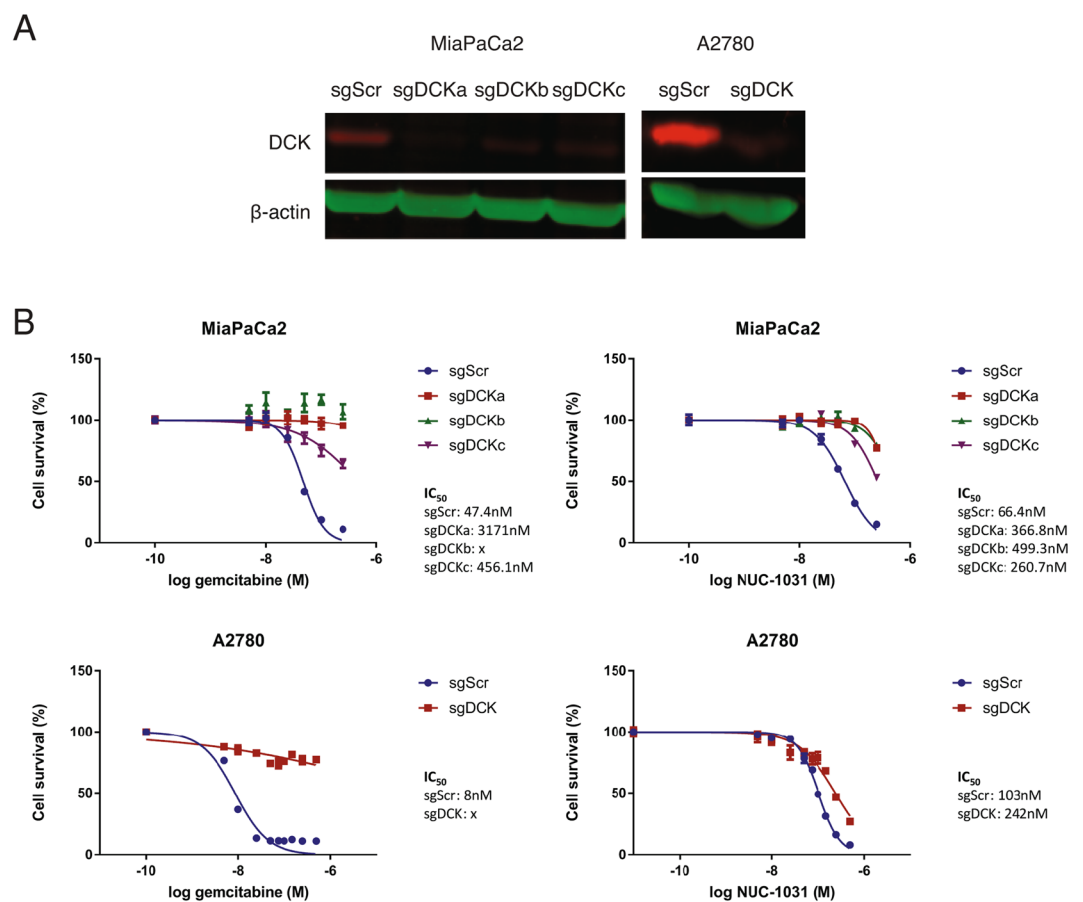 A
MiaPaCa2 A2780
sgScr sgDCKa sgDCKb sgDCKc sgScr sgDCK
DCK
β-actin
B
MiaPaCa2
150
100
50
0
Cell survival (%)
-10 -8 -6
log gemcitabine (M)
sgScr
sgDCKa
sgDCKb
sgDCKc
IC50
sgScr: 47.4nM
sgDCKa: 3171nM
sgDCKb: x
sgDCKc: 456.1nM
MiaPaCa2
150
100
50
0
Cell survival (%)
-10 -8 -6
log NUC-1031 (M)
sgScr
sgDCKa
sgDCKb
sgDCKc
IC50
sgScr: 66.4nM
sgDCKa: 366.8nM
sgDCKb: 499.3nM
sgDCKc: 260.7nM
A2780
150
100
50
0
Cell survival (%)
-10 -8 -6
log gemcitabine (M)
sgScr
sgDCK
IC50
sgScr: 8nM
sgDCK: x
A2780
150
100
50
0
Cell survival (%)
-10 -8 -6
log NUC-1031 (M)
sgScr
sgDCK
IC50
sgScr: 103nM
sgDCK: 242nM